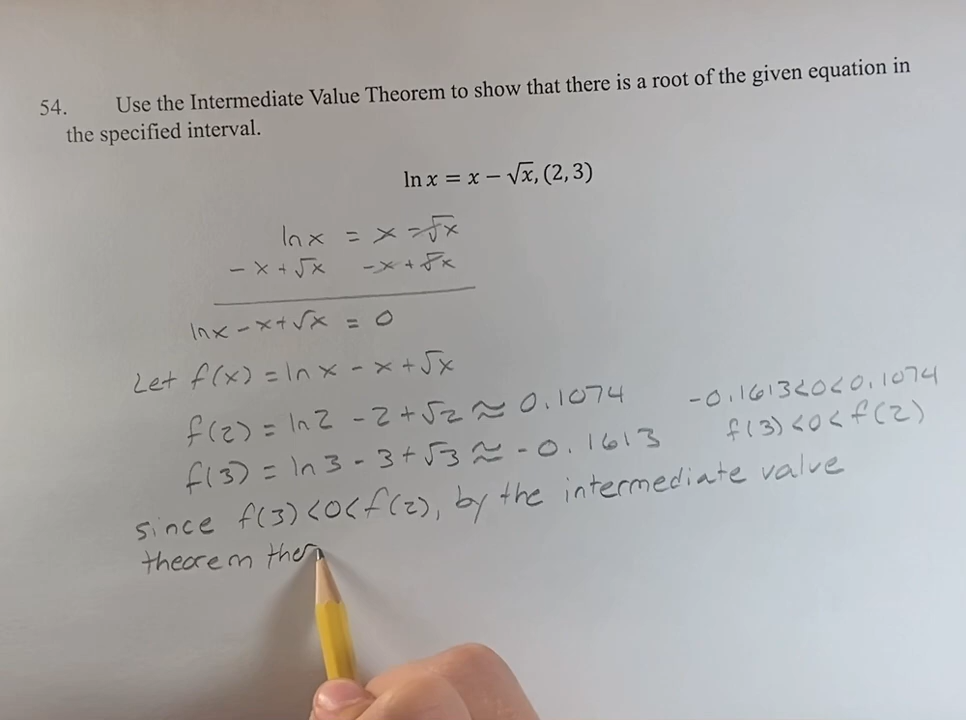 54. Use the Intermediate Value Theorem to show that there is a root of the given equation in
the specified interval.
ln x = x − √x, (2, 3)
ln x = x − √x
− x + √x − x + √x
ln x − x + √x = 0
Let f(x) = ln x − x + √x
f(2) = ln 2 − 2 + √2 ≈ 0.1074
f(3) = ln 3 − 3 + √3 ≈ −0.1613
−0.1613<0<0.1074
f(3)<0<f(2)
since f(3)<0<f(2), by the intermediate value
theorem ther